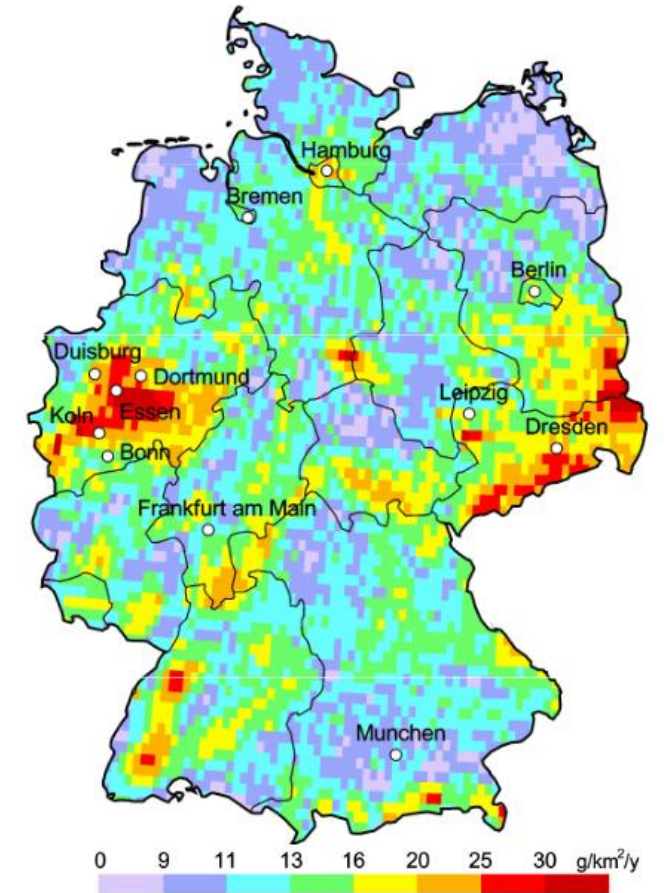 Hamburg
Bremen
Berlin
Duisburg
Dortmund
Essen
Leipzig
Koln
Dresden
Bonn
Frankfurt am Main
Munchen
0 9 11 13 16 20 25 30 g/km²/y